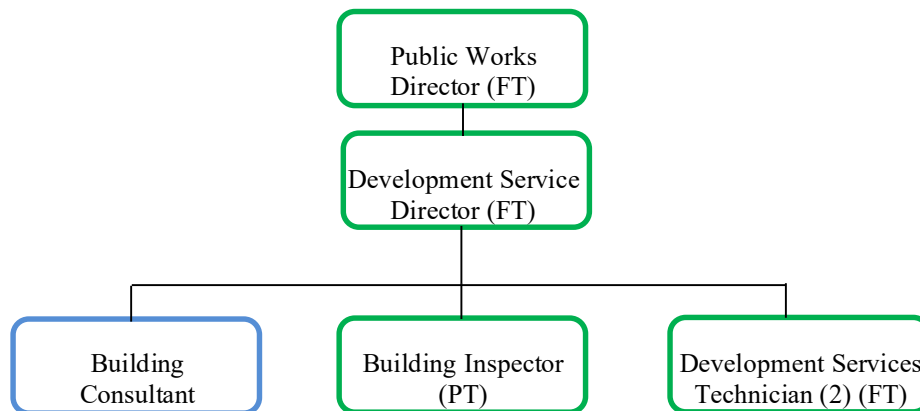 Public Works
Director (FT)
Development Service
Director (FT)
Building
Consultant
Building Inspector
(PT)
Development Services
Technician (2) (FT)